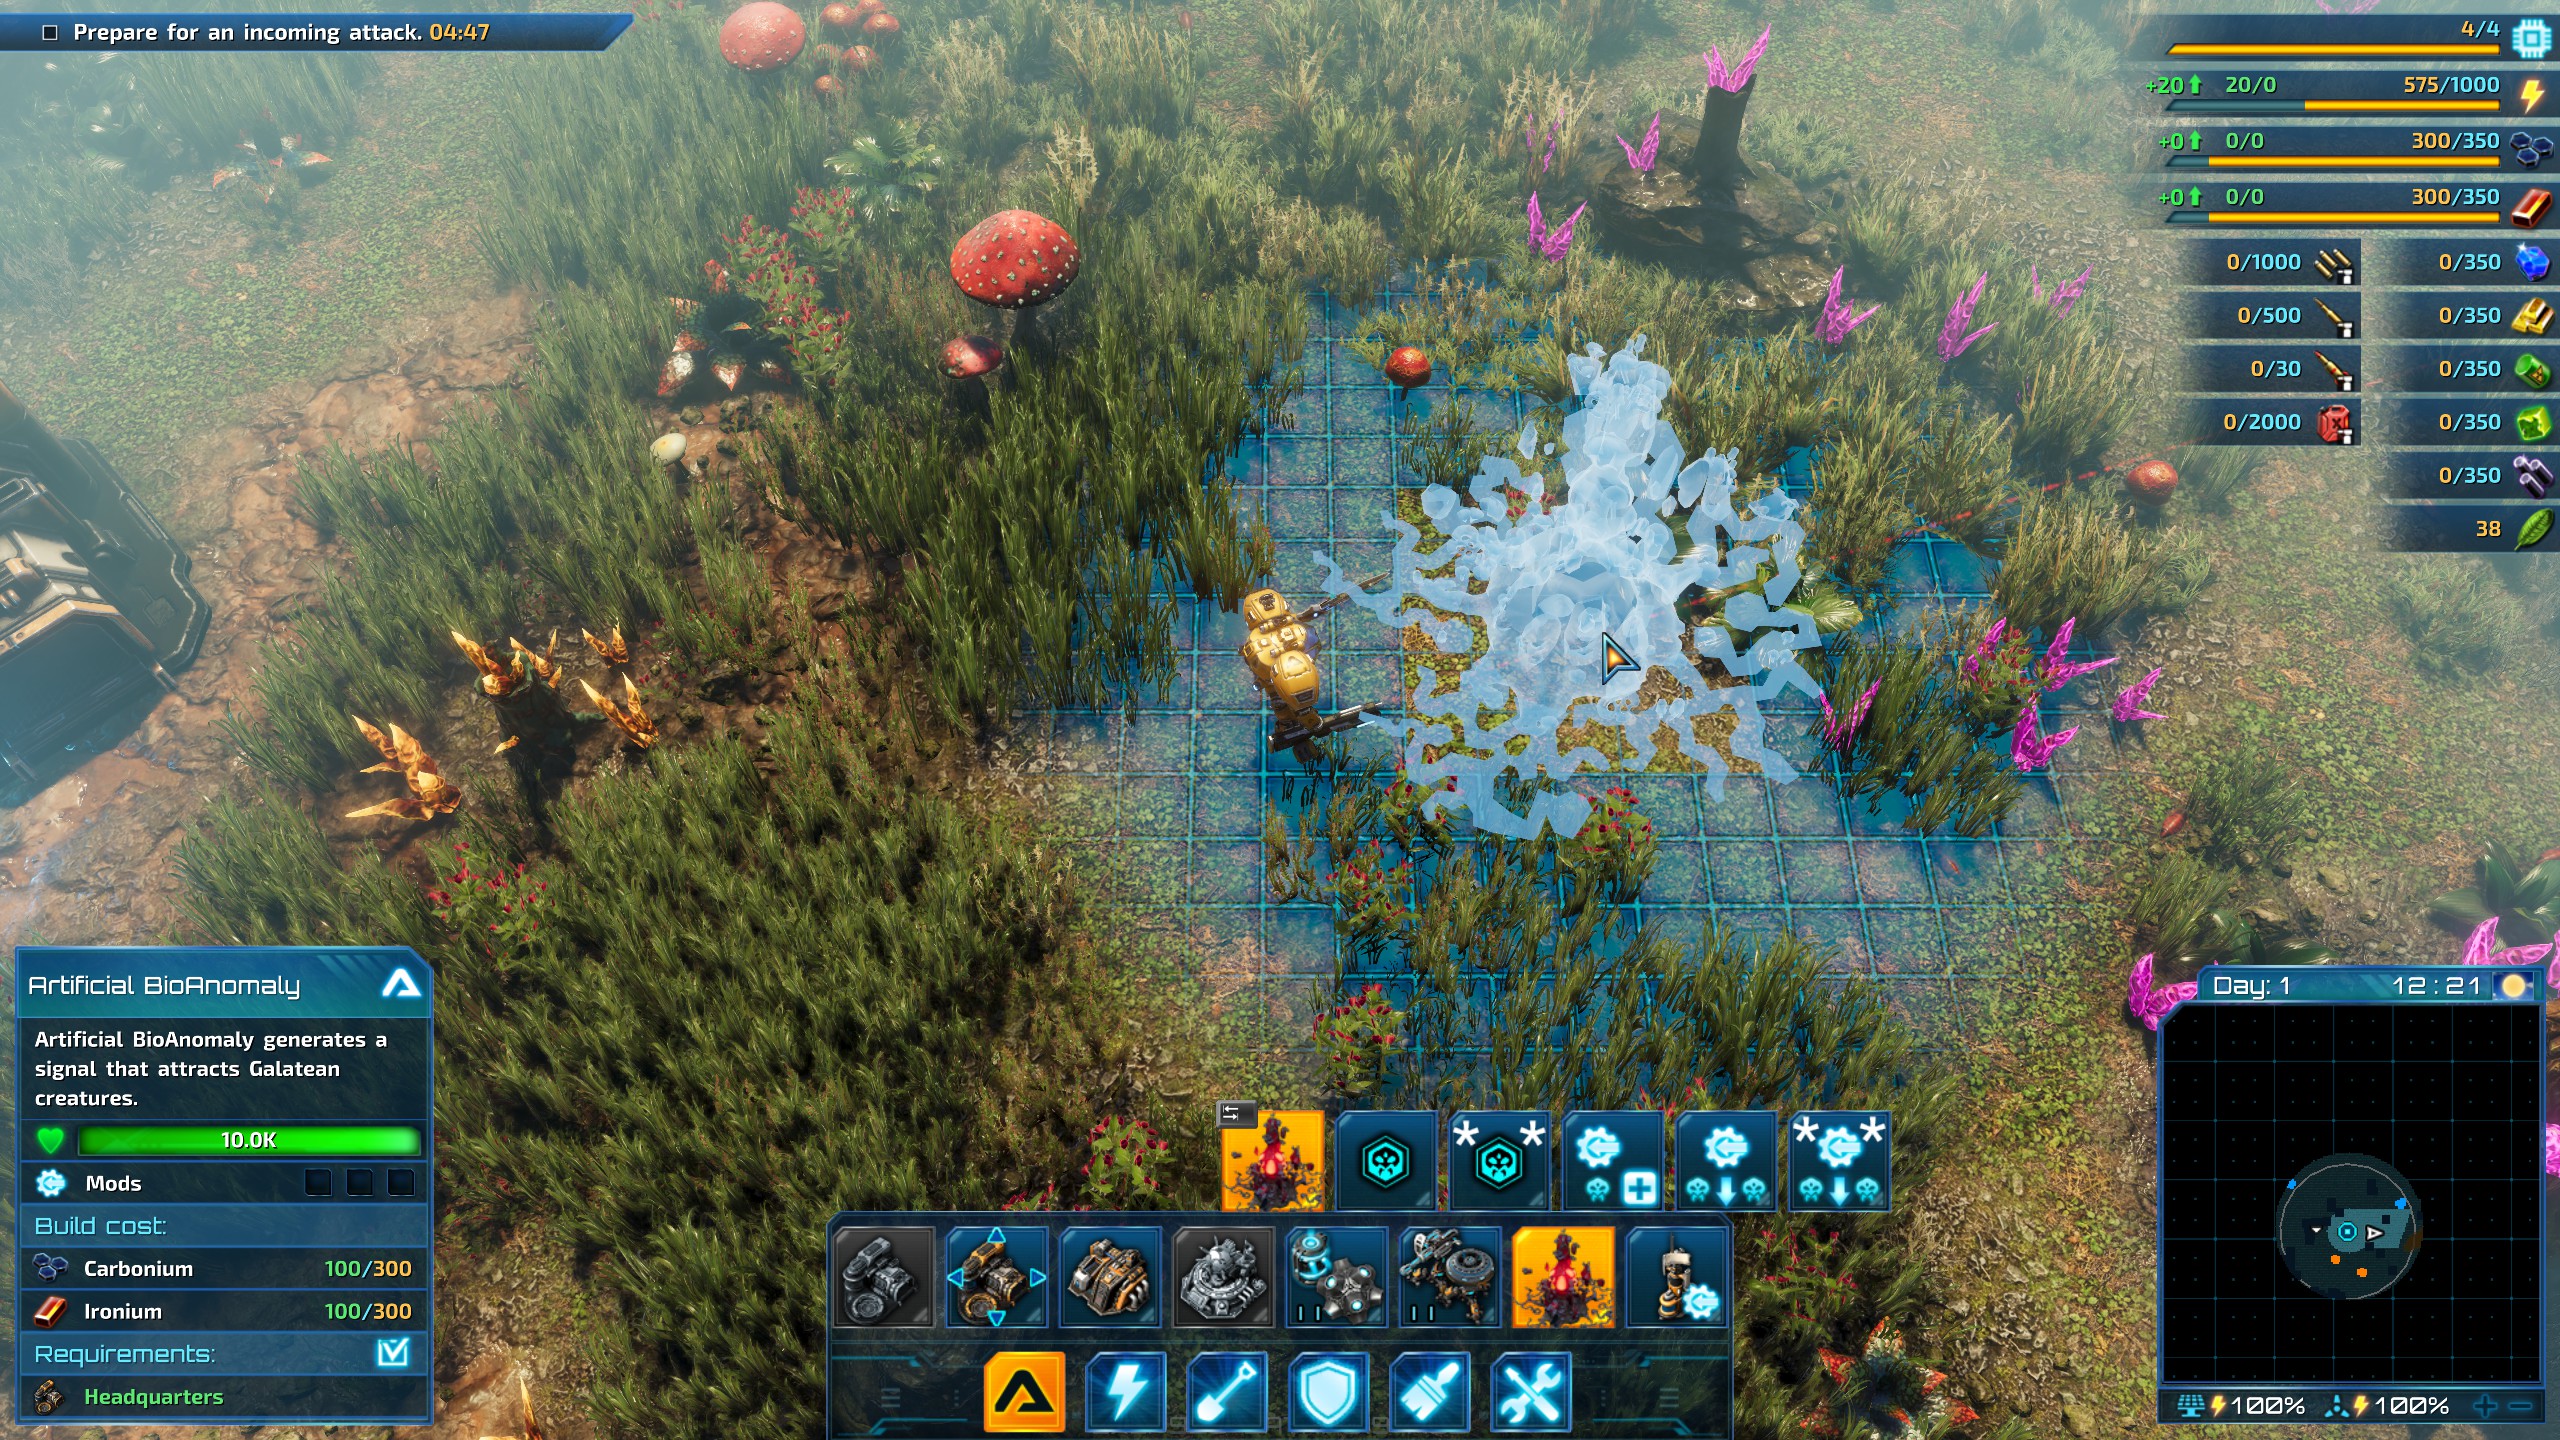 Prepare for an incoming attack. 04:47
4/4
+20 20/0 575/1000
+0 0/0 300/350
+0 0/0 300/350
0/1000 0/350
0/500 0/350
0/30 0/350
0/2000 0/350
0/350
38
Artificial BioAnomaly
Artificial BioAnomaly generates a
signal that attracts Galatean
creatures.
10.0K
Mods
Build cost:
Carbonium 100/300
Ironium 100/300
Requirements:
Headquarters
Day: 1 12:21
100% 100%